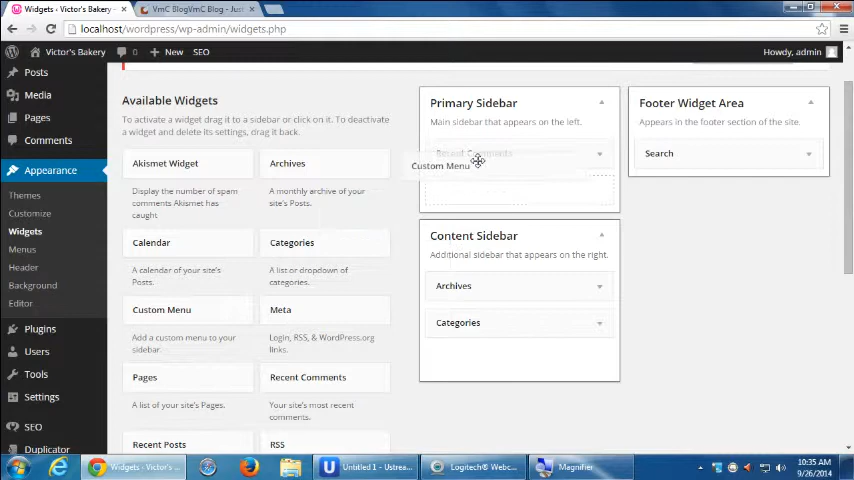 Widgets ‹ Victor's Bakery ‹
VmC BlogVmC Blog - Just
localhost/wordpress/wp-admin/widgets.php
Victor's Bakery
0
+ New
SEO
Howdy, admin
Posts
Media
Pages
Comments
Appearance
Themes
Customize
Widgets
Menus
Header
Background
Editor
Plugins
Users
Tools
Settings
SEO
Duplicator
Available Widgets
To activate a widget drag it to a sidebar or click on it. To deactivate
a widget and delete its settings, drag it back.
Akismet Widget
Display the number of spam
comments Akismet has
caught
Archives
A monthly archive of your
site's Posts.
Calendar
A calendar of your site's
Posts.
Categories
A list or dropdown of
categories.
Custom Menu
Add a custom menu to your
sidebar.
Meta
Login, RSS, & WordPress.org
links.
Pages
A list of your site's Pages.
Recent Comments
Your site's most recent
comments.
Recent Posts
RSS
Primary Sidebar
Main sidebar that appears on the left.
Recent Comments
Custom Menu
Content Sidebar
Additional sidebar that appears on the right.
Archives
Categories
Footer Widget Area
Appears in the footer section of the site.
Search
Widgets ‹ Victor's ...
Untitled 1 - Ustrea...
Logitech® Webc...
Magnifier
10:35 AM
9/26/2014